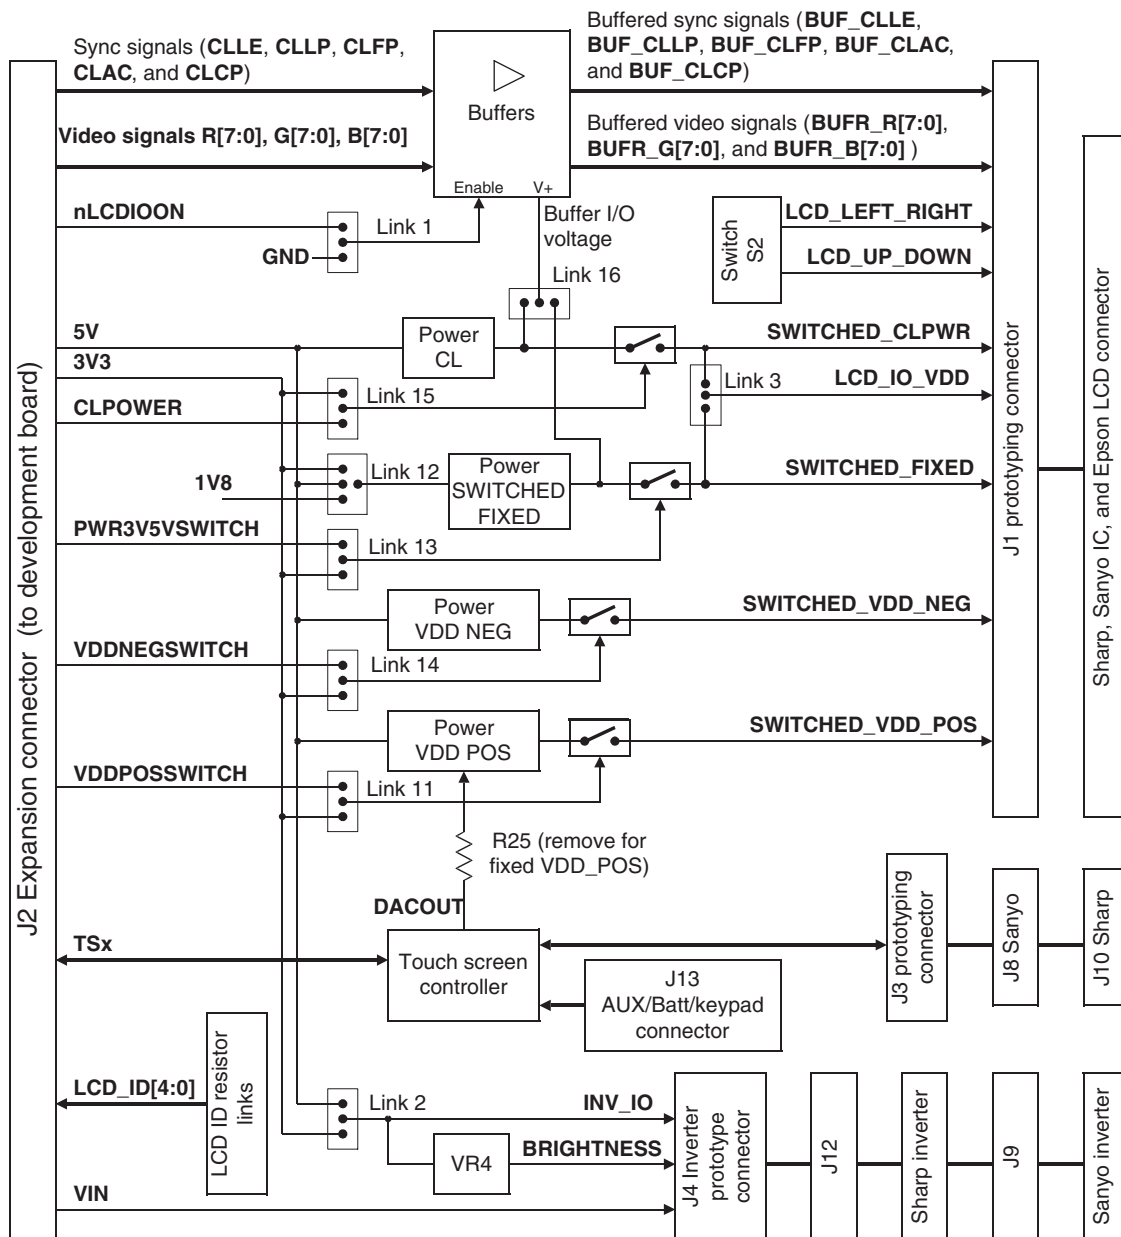 Sync signals (CLLE, CLLP, CLFP,
CLAC, and CLCP)
Video signals R[7:0], G[7:0], B[7:0]
Buffers
Enable
V+
Buffered sync signals (BUF_CLLE,
BUF_CLLP, BUF_CLFP, BUF_CLAC,
and BUF_CLCP)
Buffered video signals (BUFR_R[7:0],
BUFR_G[7:0], and BUFR_B[7:0] )
nLCDIOON
GND
Link 1
Buffer I/O
voltage
Link 16
Switch
S2
LCD_LEFT_RIGHT
LCD_UP_DOWN
5V
3V3
CLPOWER
Power
CL
Link 15
SWITCHED_CLPWR
Link 3
LCD_IO_VDD
1V8
Link 12
Power
SWITCHED
FIXED
SWITCHED_FIXED
PWR3V5VSWITCH
Link 13
Power
VDD NEG
SWITCHED_VDD_NEG
VDDNEGSWITCH
Link 14
Power
VDD POS
SWITCHED_VDD_POS
VDDPOSSWITCH
Link 11
R25 (remove for
fixed VDD_POS)
DACOUT
TSx
Touch screen
controller
J13
AUX/Batt/keypad
connector
J3 prototyping
connector
J8 Sanyo
J10 Sharp
LCD_ID[4:0]
LCD ID resistor
links
Link 2
INV_IO
VR4
BRIGHTNESS
VIN
J4 Inverter
prototype
connector
J12
Sharp inverter
J9
Sanyo inverter
J2 Expansion connector (to development board)
J1 prototyping connector
Sharp, Sanyo IC, and Epson LCD connector